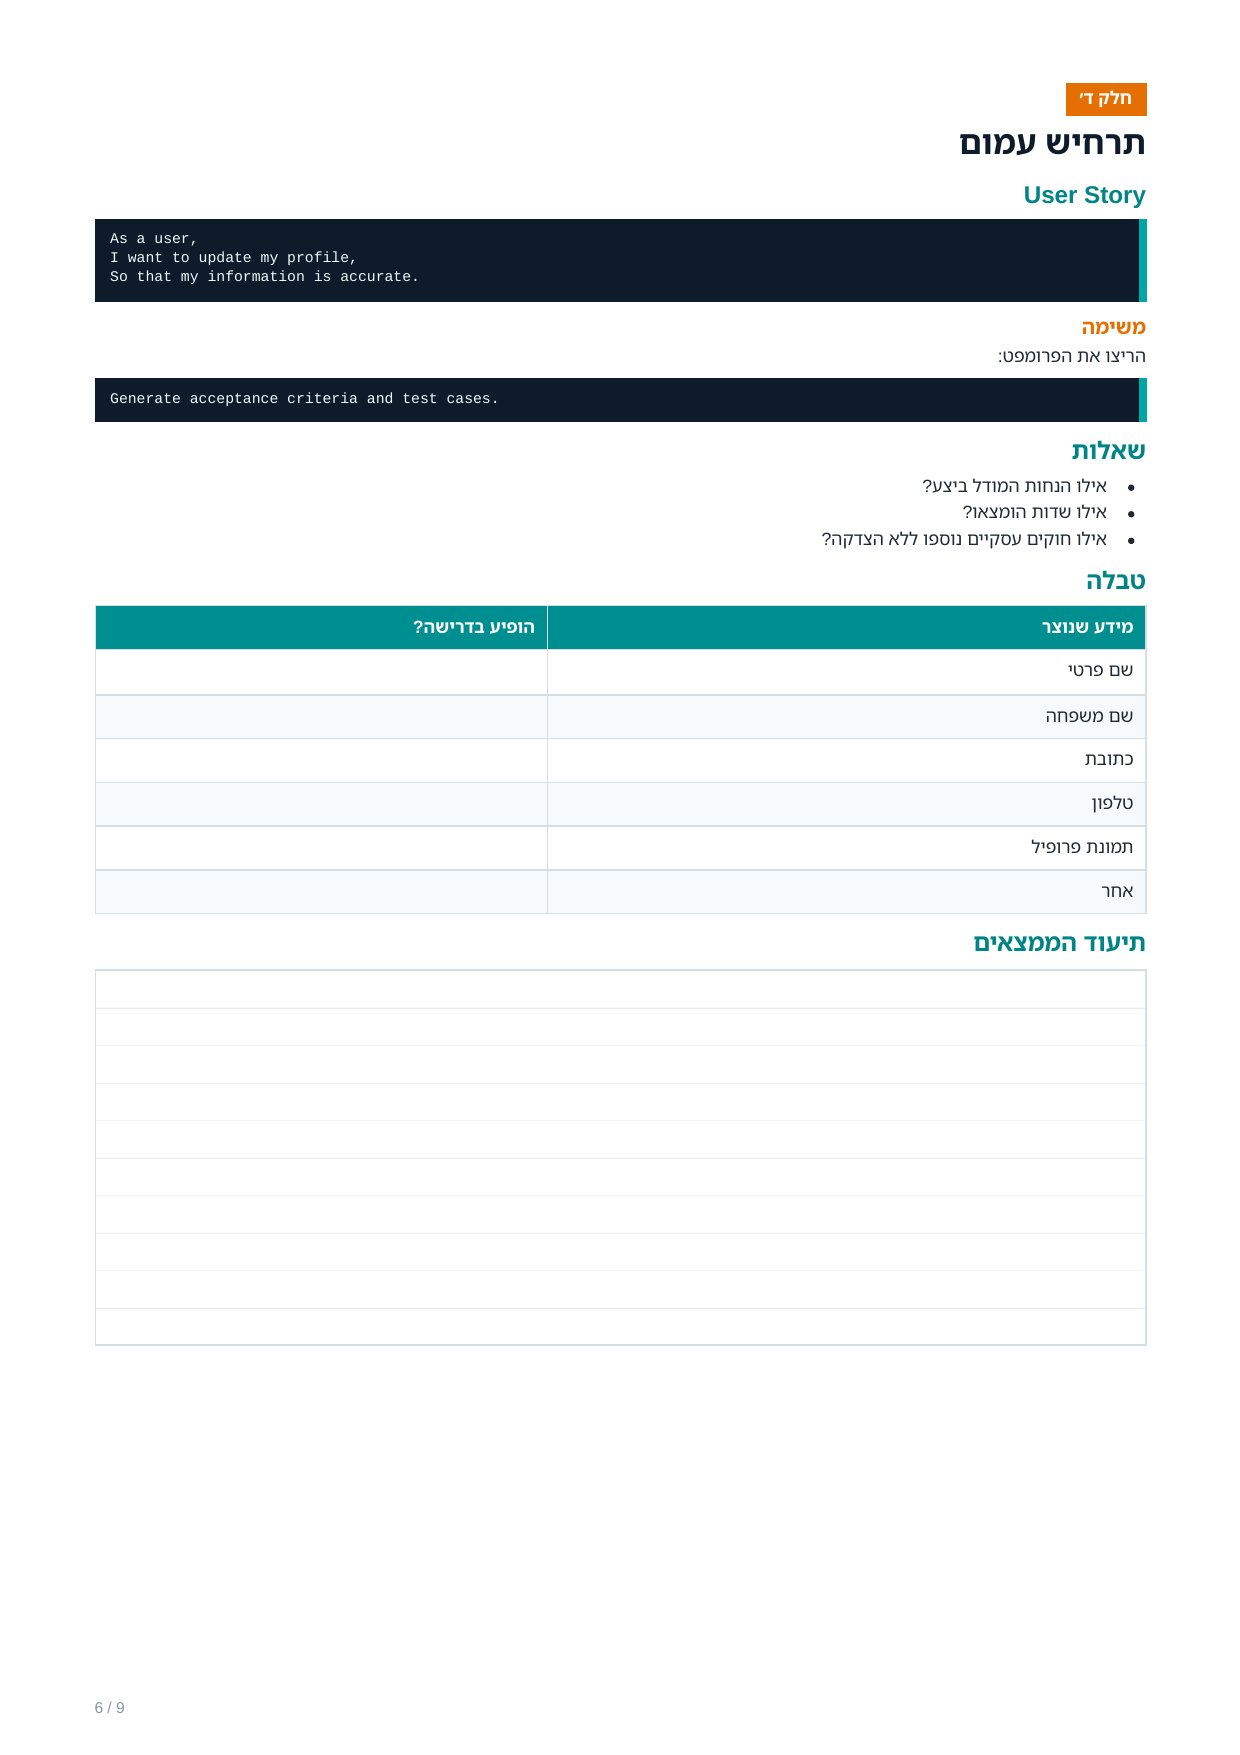 חלק ד׳
תרחיש עמום
User Story
As a user,
I want to update my profile,
So that my information is accurate.
משימה
הריצו את הפרומפט:
Generate acceptance criteria and test cases.
שאלות
• אילו הנחות המודל ביצע?
• אילו שדות הומצאו?
• אילו חוקים עסקיים נוספו ללא הצדקה?
טבלה
מידע שנוצר הופיע בדרישה?
שם פרטי
שם משפחה
כתובת
טלפון
תמונת פרופיל
אחר
תיעוד הממצאים
6 / 9